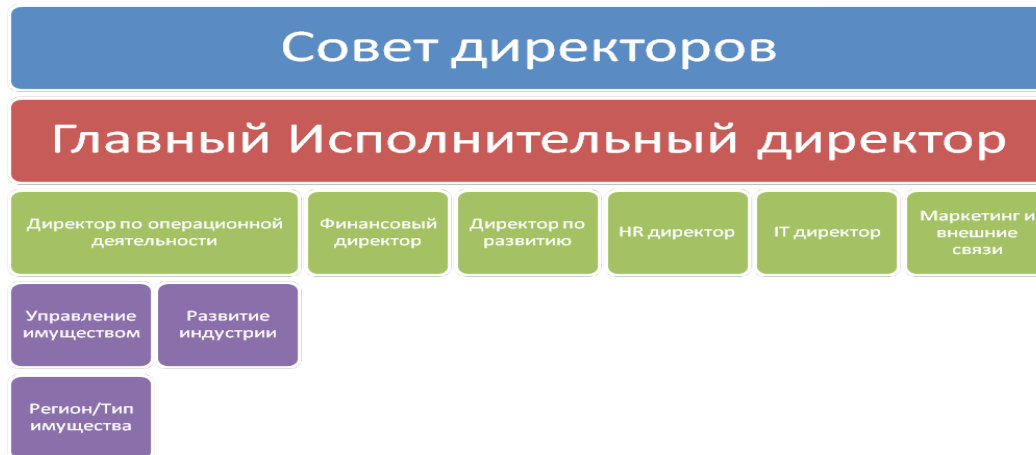 Совет директоров
Главный Исполнительный директор
Директор по операционной
деятельности
Финансовый
директор
Директор по
развитию
HR директор
IT директор
Маркетинг и
внешние
связи
Управление
имуществом
Развитие
индустрии
Регион/Тип
имущества